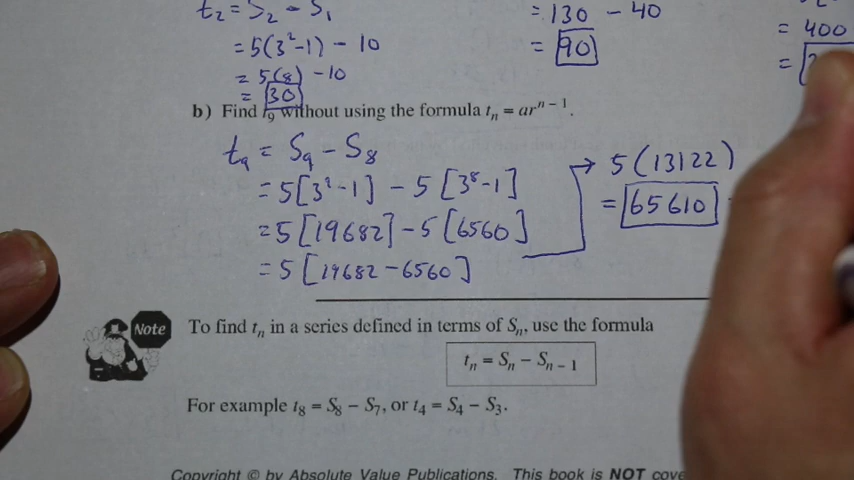 t₂ = S₂ - S₁
= 5(3²-1) - 10
= 5(8) - 10
= 30
= 130 - 40
= 90
= 400
=
b) Find t₉ without using the formula tₙ = arⁿ⁻¹.
t₉ = S₉ - S₈
= 5[3⁹-1] - 5[3⁸-1]
= 5[19682] - 5[6560]
= 5[19682-6560]
5(13122)
= 65610
Note
To find tₙ in a series defined in terms of Sₙ, use the formula
tₙ = Sₙ - Sₙ₋₁
For example t₈ = S₈ - S₇, or t₄ = S₄ - S₃.
Copyright © by Absolute Value Publications. This book is NOT